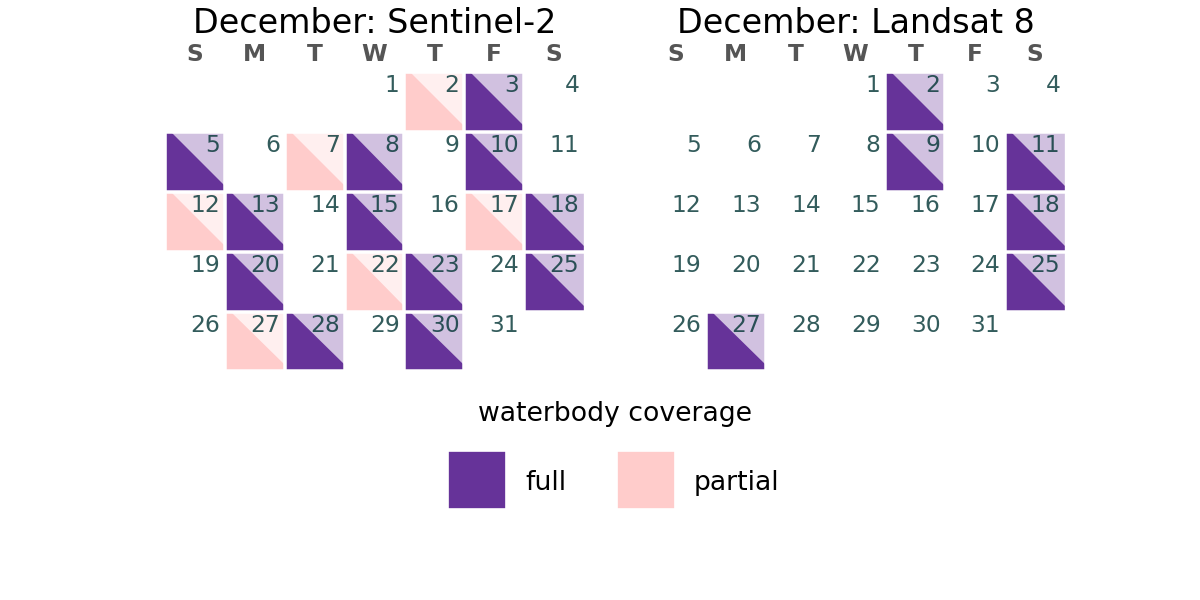 December: Sentinel-2
S M T W T F S
1 2 3 4
5 6 7 8 9 10 11
12 13 14 15 16 17 18
19 20 21 22 23 24 25
26 27 28 29 30 31
December: Landsat 8
S M T W T F S
1 2 3 4
5 6 7 8 9 10 11
12 13 14 15 16 17 18
19 20 21 22 23 24 25
26 27 28 29 30 31
waterbody coverage
full partial